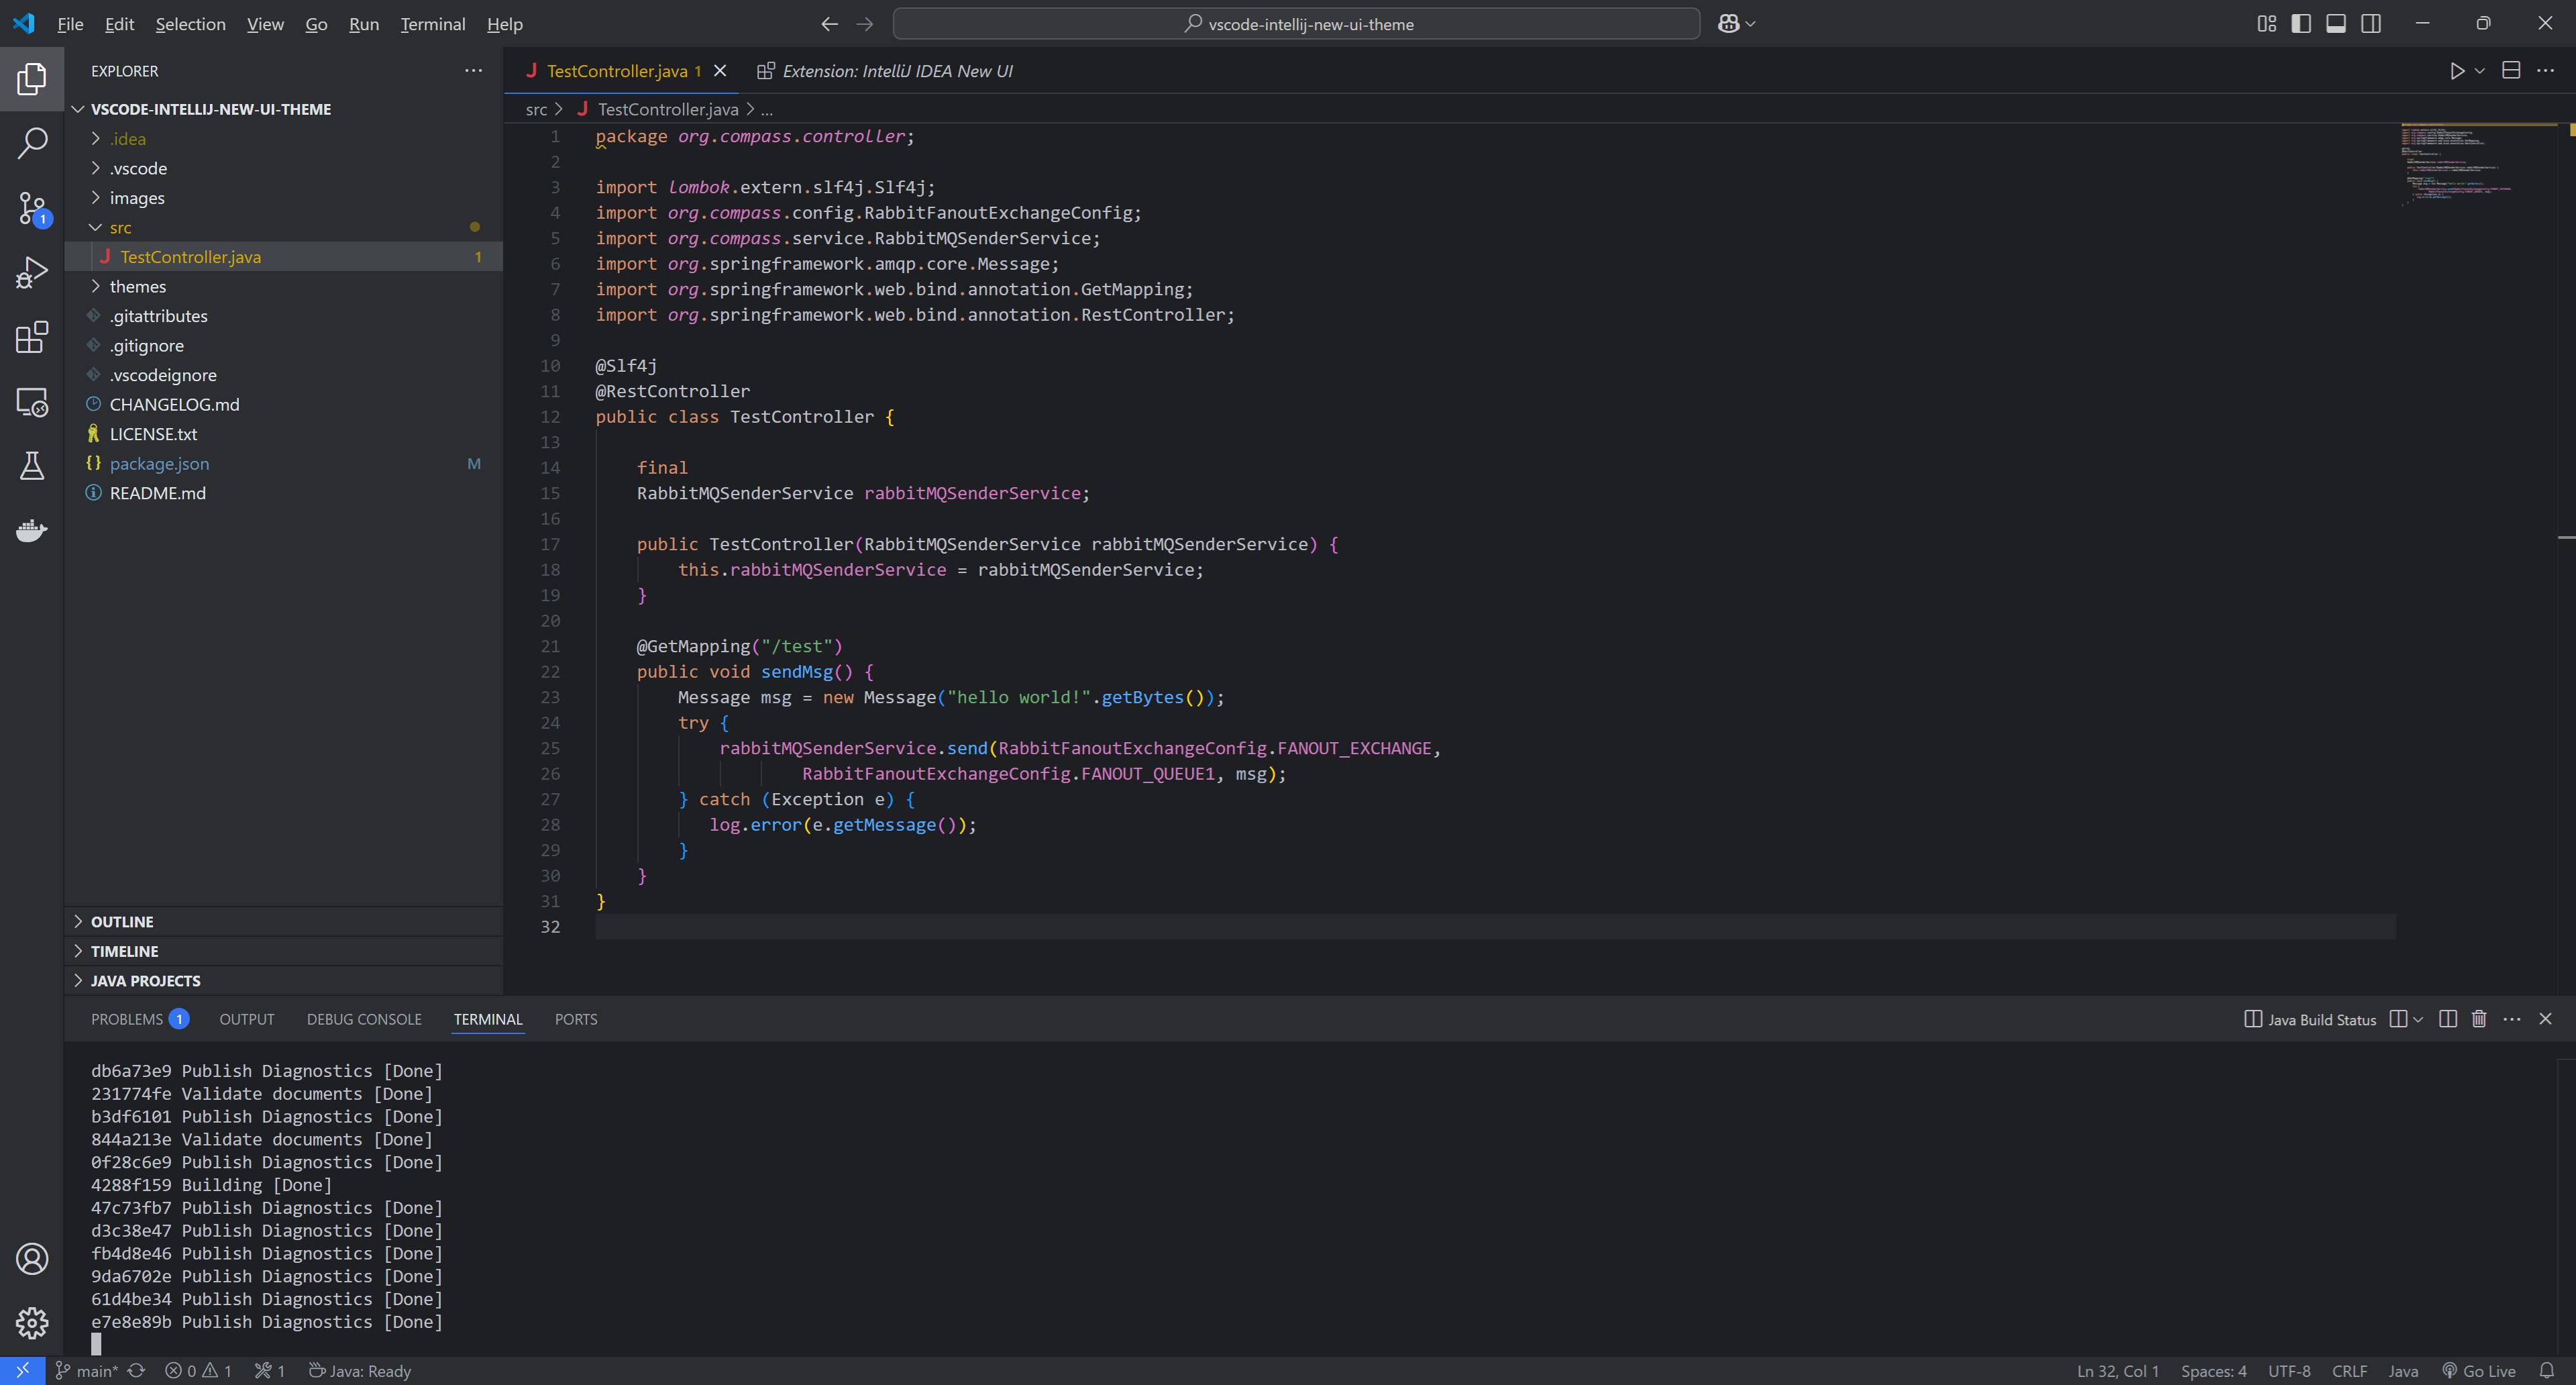 File Edit Selection View Go Run Terminal Help
vscode-intellij-new-ui-theme
EXPLORER
VSCODE-INTELLIJ-NEW-UI-THEME
.idea
.vscode
images
src
TestController.java 1
themes
.gitattributes
.gitignore
.vscodeignore
CHANGELOG.md
LICENSE.txt
package.json M
README.md
OUTLINE
TIMELINE
JAVA PROJECTS
1
TestController.java 1
Extension: IntelliJ IDEA New UI
src > TestController.java > ...
1 package org.compass.controller;
2
3 import lombok.extern.slf4j.Slf4j;
4 import org.compass.config.RabbitFanoutExchangeConfig;
5 import org.compass.service.RabbitMQSenderService;
6 import org.springframework.amqp.core.Message;
7 import org.springframework.web.bind.annotation.GetMapping;
8 import org.springframework.web.bind.annotation.RestController;
9
10 @Slf4j
11 @RestController
12 public class TestController {
13
14 final
15 RabbitMQSenderService rabbitMQSenderService;
16
17 public TestController(RabbitMQSenderService rabbitMQSenderService) {
18 this.rabbitMQSenderService = rabbitMQSenderService;
19 }
20
21 @GetMapping("/test")
22 public void sendMsg() {
23 Message msg = new Message("hello world!".getBytes());
24 try {
25 rabbitMQSenderService.send(RabbitFanoutExchangeConfig.FANOUT_EXCHANGE,
26 RabbitFanoutExchangeConfig.FANOUT_QUEUE1, msg);
27 } catch (Exception e) {
28 log.error(e.getMessage());
29 }
30 }
31 }
32
PROBLEMS 1 OUTPUT DEBUG CONSOLE TERMINAL PORTS
Java Build Status
db6a73e9 Publish Diagnostics [Done]
231774fe Validate documents [Done]
b3df6101 Publish Diagnostics [Done]
844a213e Validate documents [Done]
0f28c6e9 Publish Diagnostics [Done]
4288f159 Building [Done]
47c73fb7 Publish Diagnostics [Done]
d3c38e47 Publish Diagnostics [Done]
fb4d8e46 Publish Diagnostics [Done]
9da6702e Publish Diagnostics [Done]
61d4be34 Publish Diagnostics [Done]
e7e8e89b Publish Diagnostics [Done]
main* 0 1 1 Java: Ready
Ln 32, Col 1 Spaces: 4 UTF-8 CRLF Java Go Live